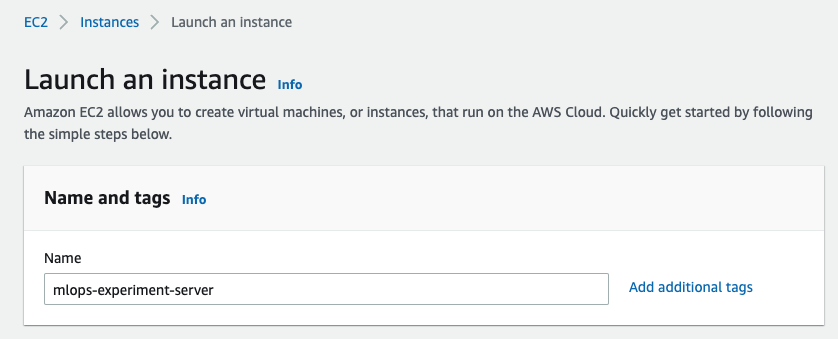 EC2 > Instances > Launch an instance
Launch an instance Info
Amazon EC2 allows you to create virtual machines, or instances, that run on the AWS Cloud. Quickly get started by following
the simple steps below.
Name and tags Info
Name
mlops-experiment-server Add additional tags